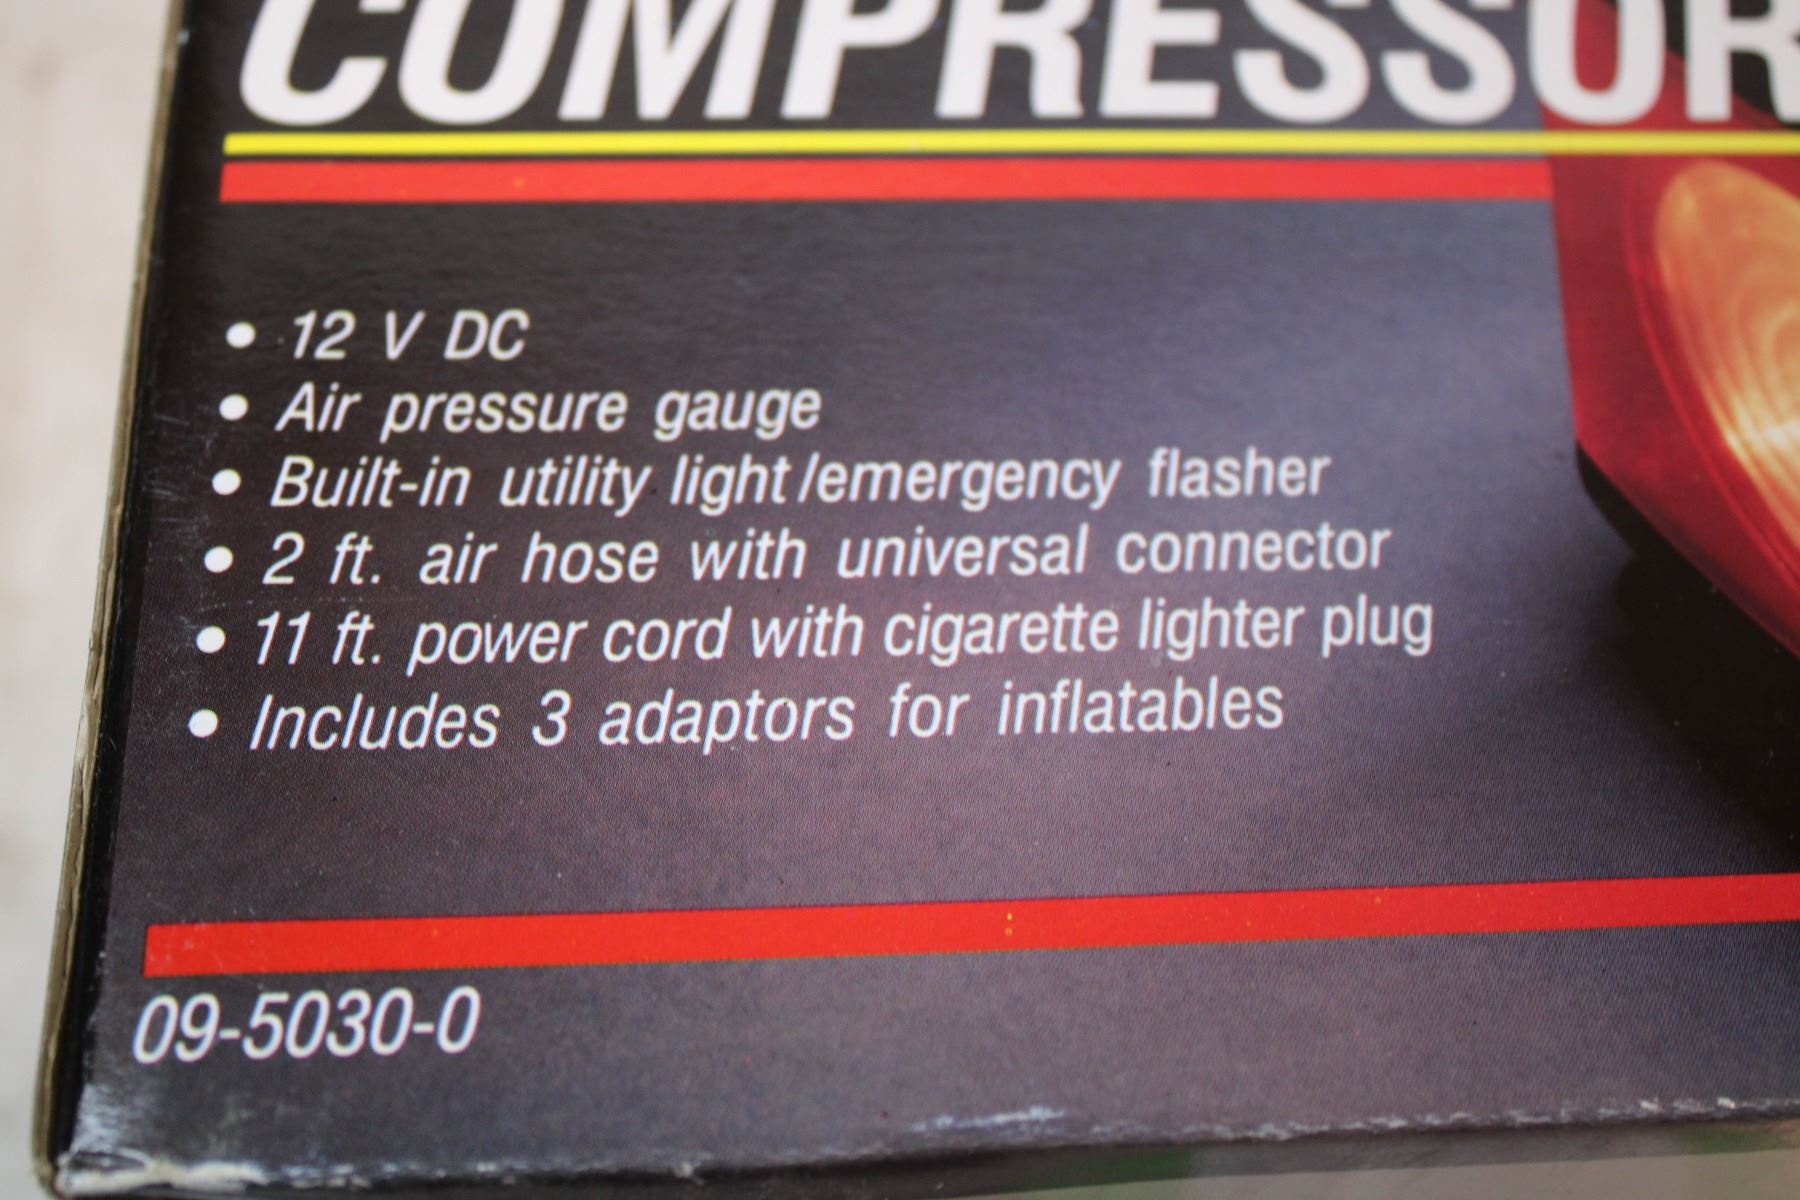 COMPRESSOR
• 12 V DC
• Air pressure gauge
• Built-in utility light/emergency flasher
• 2 ft. air hose with universal connector
• 11 ft. power cord with cigarette lighter plug
• Includes 3 adaptors for inflatables
09-5030-0